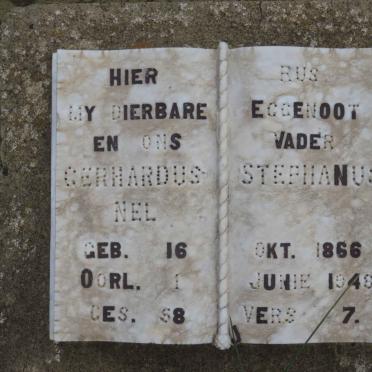 HIER RUS
MY DIERBARE EGGENOOT
EN ONS VADER
GERHARDUS STEPHANUS
NEL
GEB. 16 OKT. 1866
OORL. 1 JUNIE 1948
GES. 68 VERS 7.